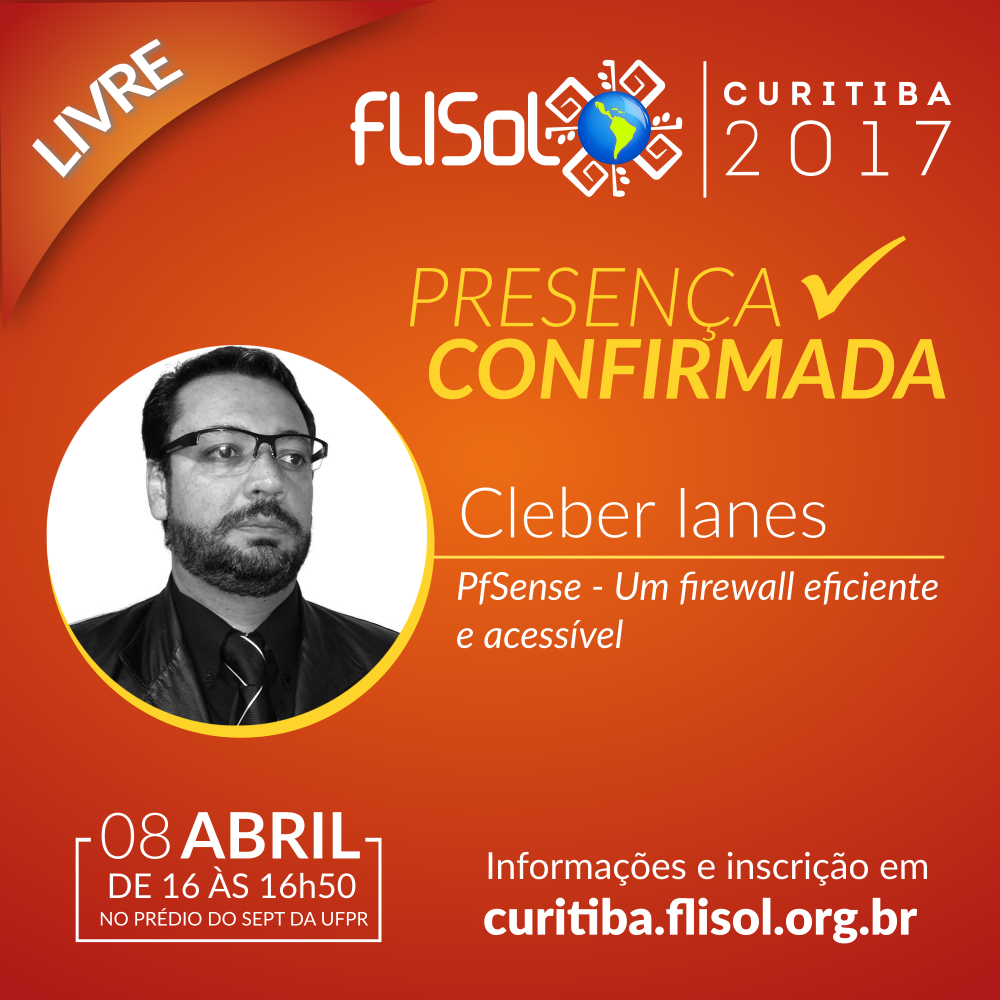 LIVRE
FLISoL
CURITIBA
2017
PRESENÇA
CONFIRMADA
Cleber Ianes
PfSense - Um firewall eficiente
e acessível
08 ABRIL
DE 16 ÀS 16h50
NO PRÉDIO DO SEPT DA UFPR
Informações e inscrição em
curitiba.flisol.org.br